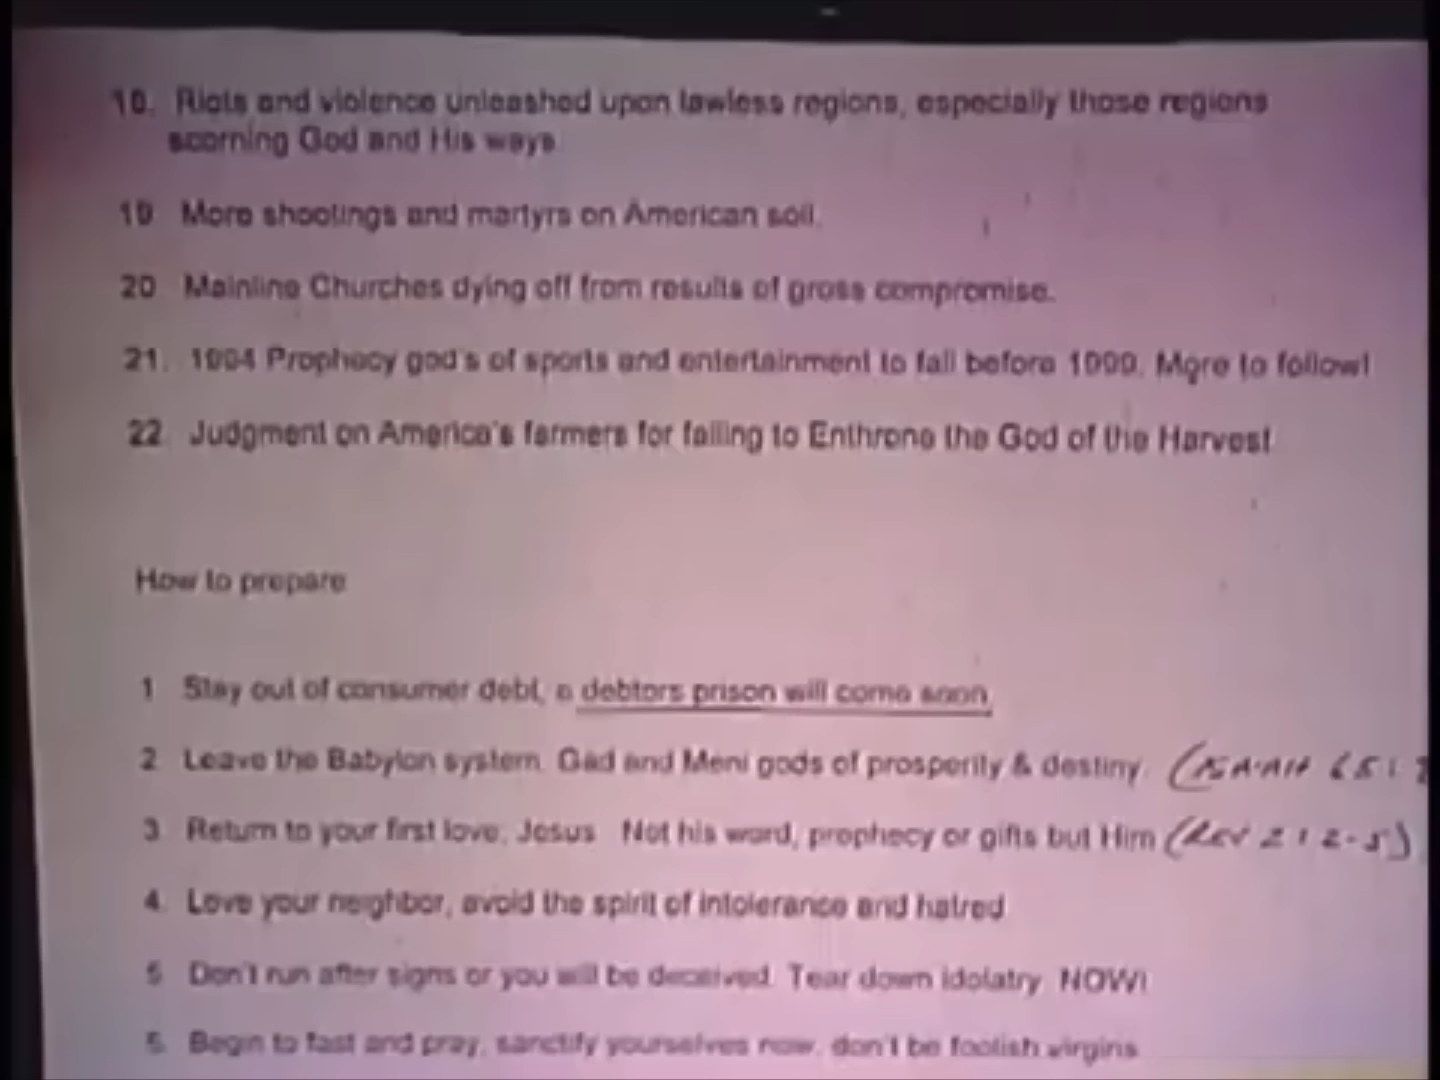 18. Riots and violence unleashed upon lawless regions, especially those regions
scorning God and His ways
19 More shootings and martyrs on American soil.
20 Mainline Churches dying off from results of gross compromise.
21. 1994 Prophecy god's of sports and entertainment to fall before 1999. More to follow!
22 Judgment on America's farmers for failing to Enthrone the God of the Harvest
How to prepare
1 Stay out of consumer debt, a debtors prison will come soon.
2 Leave the Babylon system. Gad and Meni gods of prosperity & destiny. (ISAIAH 65:
3 Return to your first love, Jesus Not his word, prophecy or gifts but Him (Rev 2:2-5)
4. Love your neighbor, avoid the spirit of intolerance and hatred
5 Don't run after signs or you will be deceived. Tear down idolatry NOW!
6. Begin to fast and pray, sanctify yourselves now, don't be foolish virgins